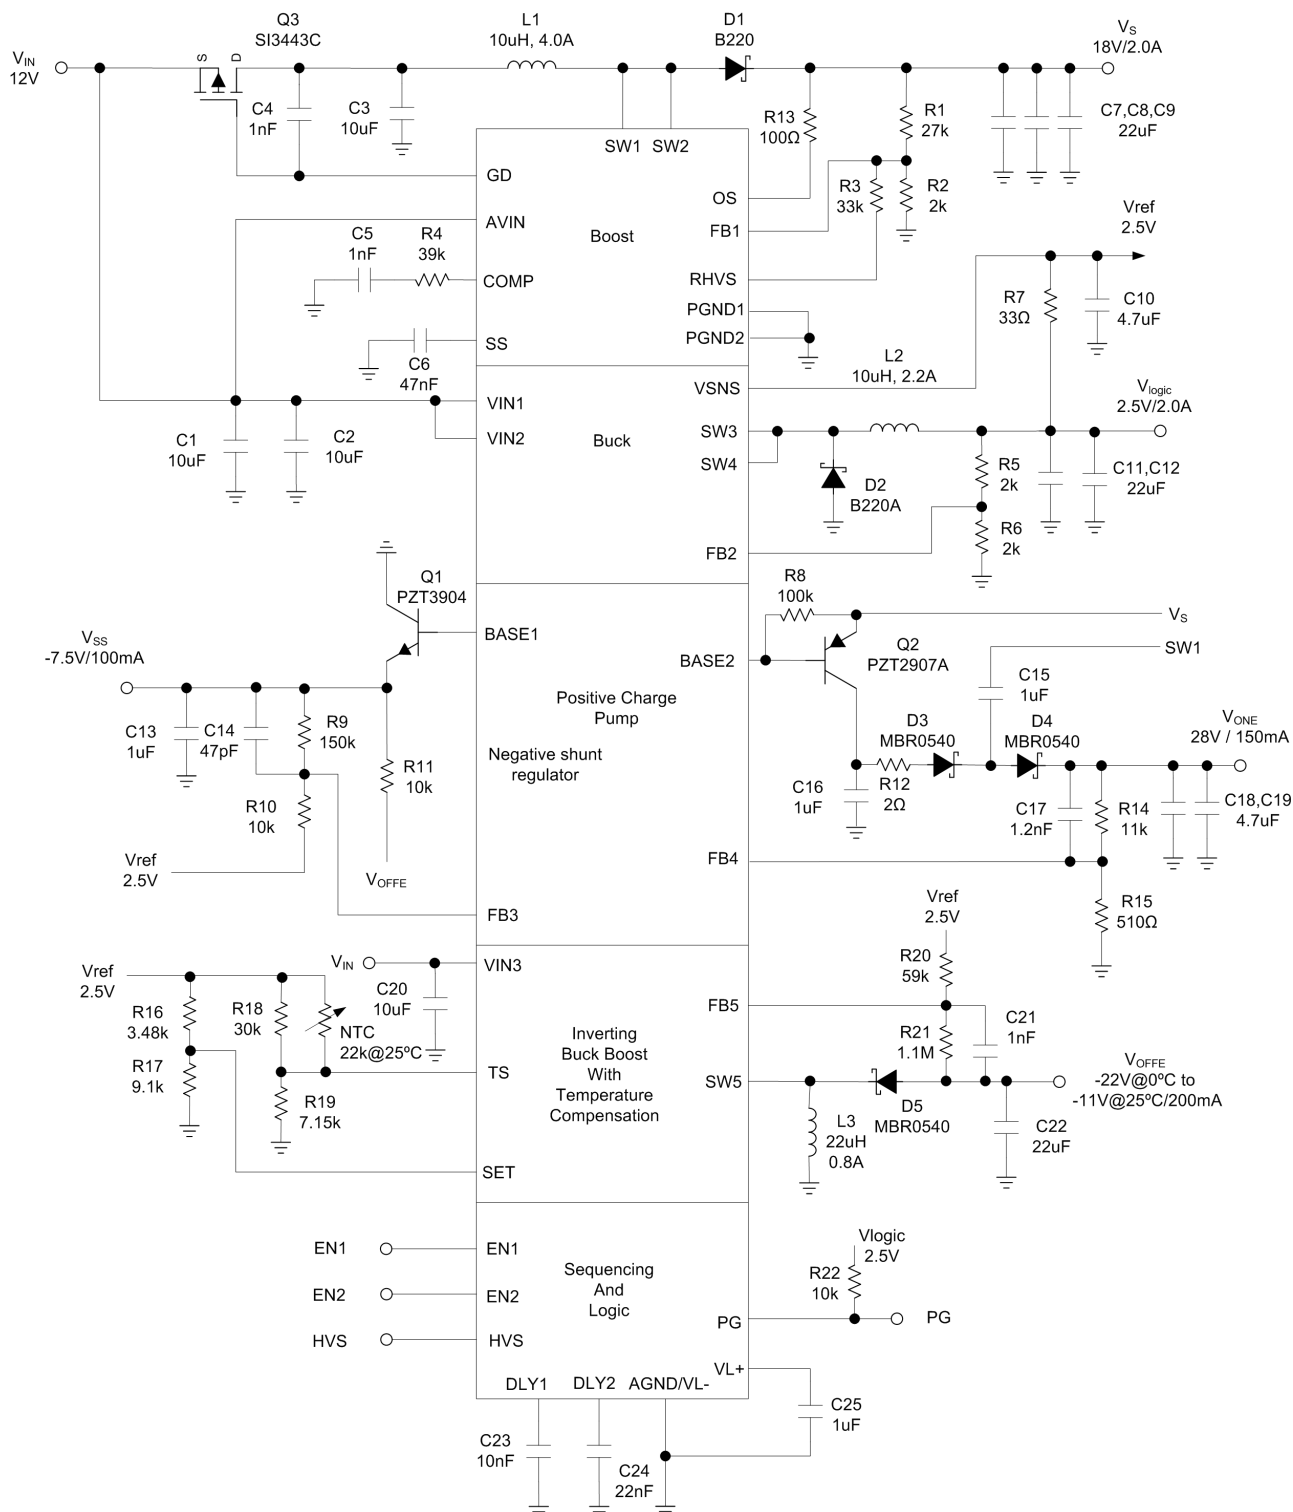 Q3
SI3443C
L1
10uH, 4.0A
D1
B220
VS
18V/2.0A
VIN
12V
S
D
C4
1nF
C3
10uF
R13
100Ω
R1
27k
C7,C8,C9
22uF
SW1 SW2
GD
AVIN
COMP
SS
Boost
OS
FB1
RHVS
PGND1
PGND2
R3
33k
R2
2k
Vref
2.5V
C5
1nF
R4
39k
C6
47nF
R7
33Ω
C10
4.7uF
L2
10uH, 2.2A
VSNS
Vlogic
2.5V/2.0A
VIN1
VIN2
Buck
SW3
SW4
FB2
C1
10uF
C2
10uF
D2
B220A
R5
2k
R6
2k
C11,C12
22uF
Q1
PZT3904
BASE1
R8
100k
VS
VSS
-7.5V/100mA
BASE2
Q2
PZT2907A
SW1
C15
1uF
Positive Charge
Pump
Negative shunt
regulator
C13
1uF
C14
47pF
R9
150k
R11
10k
R10
10k
D3
MBR0540
D4
MBR0540
VONE
28V / 150mA
C16
1uF
R12
2Ω
C17
1.2nF
R14
11k
C18,C19
4.7uF
Vref
2.5V
VOFFE
FB4
FB3
R15
510Ω
Vref
2.5V
VIN
VIN3
C20
10uF
R20
59k
FB5
Vref
2.5V
R16
3.48k
R18
30k
NTC
22k@25ºC
R17
9.1k
R19
7.15k
TS
SET
Inverting
Buck Boost
With
Temperature
Compensation
R21
1.1M
C21
1nF
SW5
VOFFE
-22V@0ºC to
-11V@25ºC/200mA
D5
MBR0540
L3
22uH
0.8A
C22
22uF
EN1
EN1
EN2
EN2
HVS
HVS
Sequencing
And
Logic
Vlogic
2.5V
R22
10k
PG
PG
VL+
DLY1 DLY2 AGND/VL-
C25
1uF
C23
10nF
C24
22nF